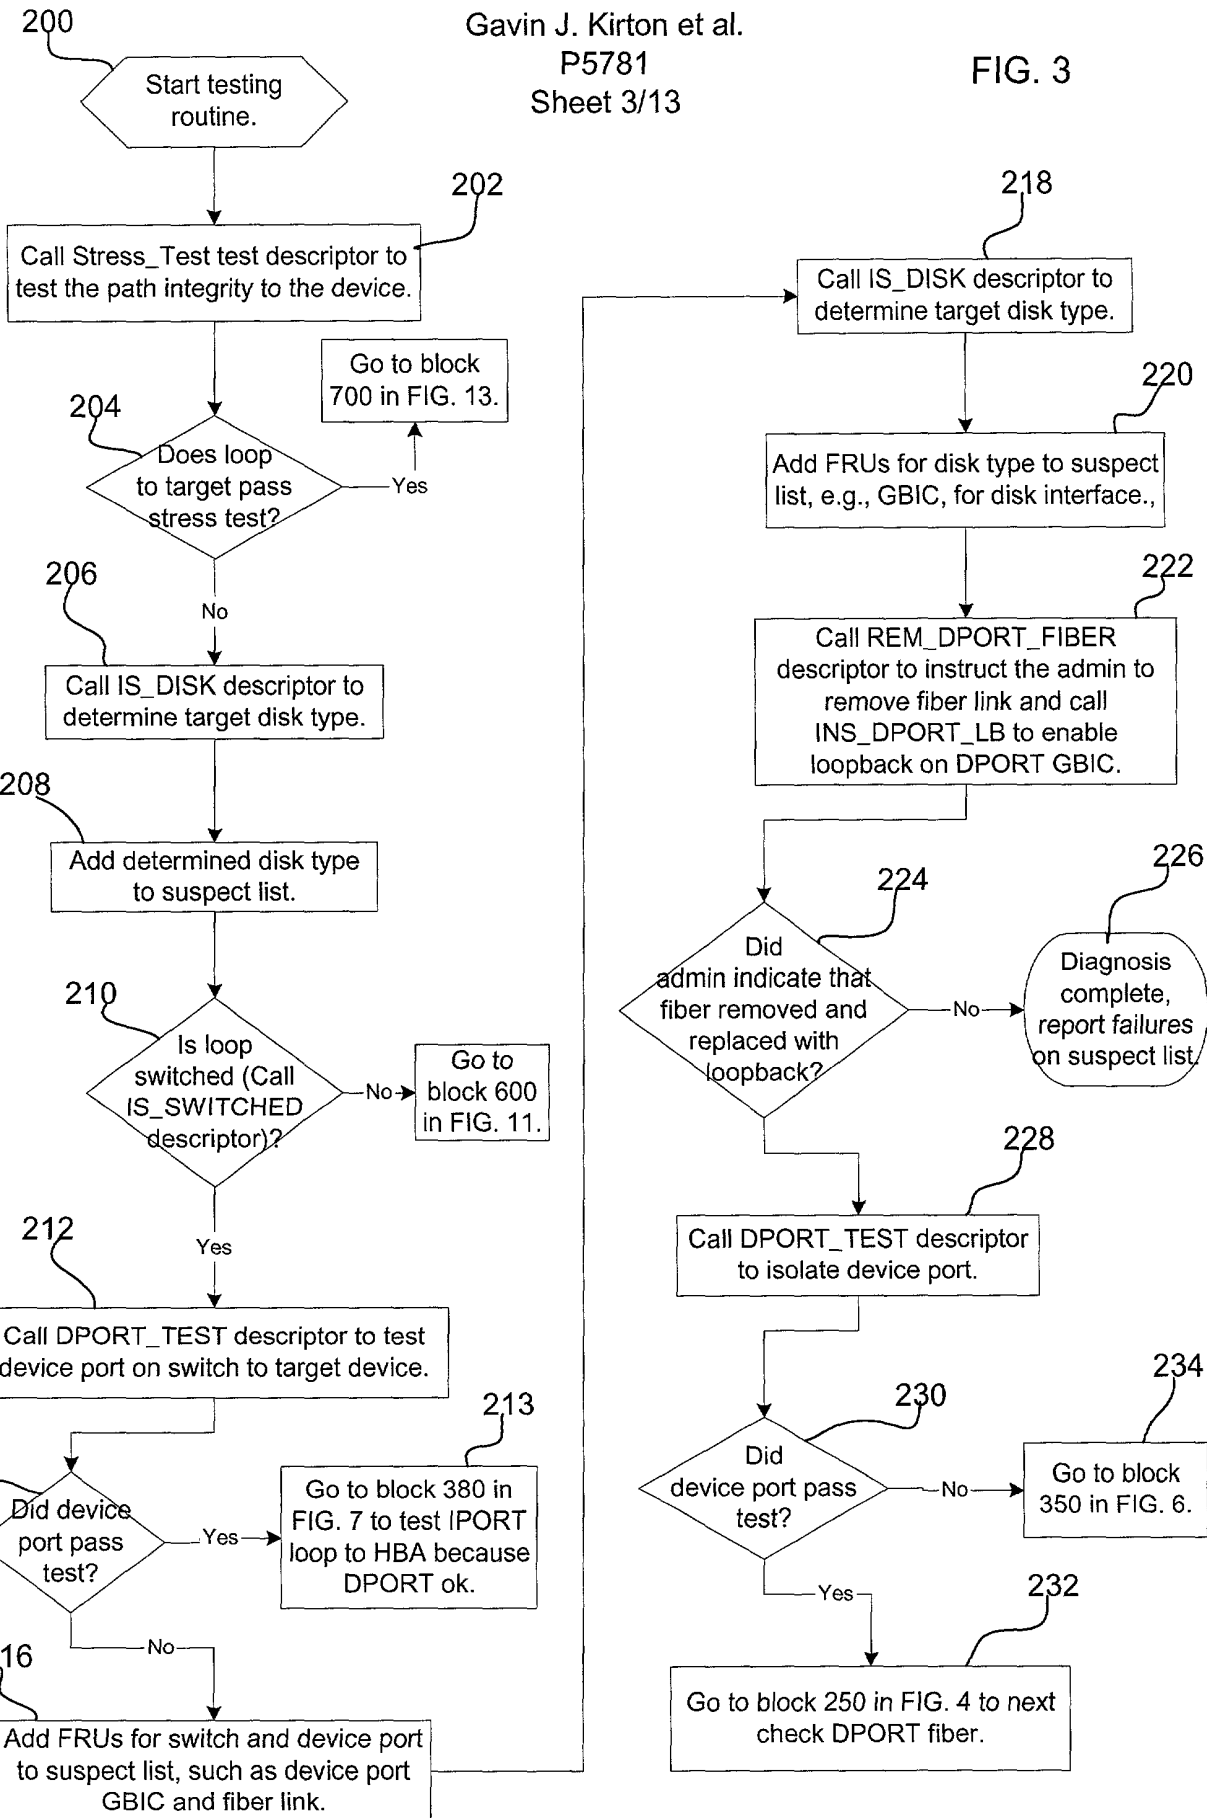 200
Gavin J. Kirton et al.
P5781
Sheet 3/13
FIG. 3
Start testing
routine.
202
Call Stress_Test test descriptor to
test the path integrity to the device.
Go to block
700 in FIG. 13.
204
Does loop
to target pass
stress test?
Yes
No
206
Call IS_DISK descriptor to
determine target disk type.
208
Add determined disk type
to suspect list.
210
Is loop
switched (Call
IS_SWITCHED
descriptor)?
No
Go to
block 600
in FIG. 11.
Yes
212
Call DPORT_TEST descriptor to test
device port on switch to target device.
213
Did device
port pass
test?
Yes
Go to block 380 in
FIG. 7 to test IPORT
loop to HBA because
DPORT ok.
No
16
Add FRUs for switch and device port
to suspect list, such as device port
GBIC and fiber link.
218
Call IS_DISK descriptor to
determine target disk type.
220
Add FRUs for disk type to suspect
list, e.g., GBIC, for disk interface.,
222
Call REM_DPORT_FIBER
descriptor to instruct the admin to
remove fiber link and call
INS_DPORT_LB to enable
loopback on DPORT GBIC.
224
Did
admin indicate that
fiber removed and
replaced with
loopback?
No
226
Diagnosis
complete,
report failures
on suspect list.
228
Call DPORT_TEST descriptor
to isolate device port.
230
Did
device port pass
test?
No
234
Go to block
350 in FIG. 6.
Yes
232
Go to block 250 in FIG. 4 to next
check DPORT fiber.